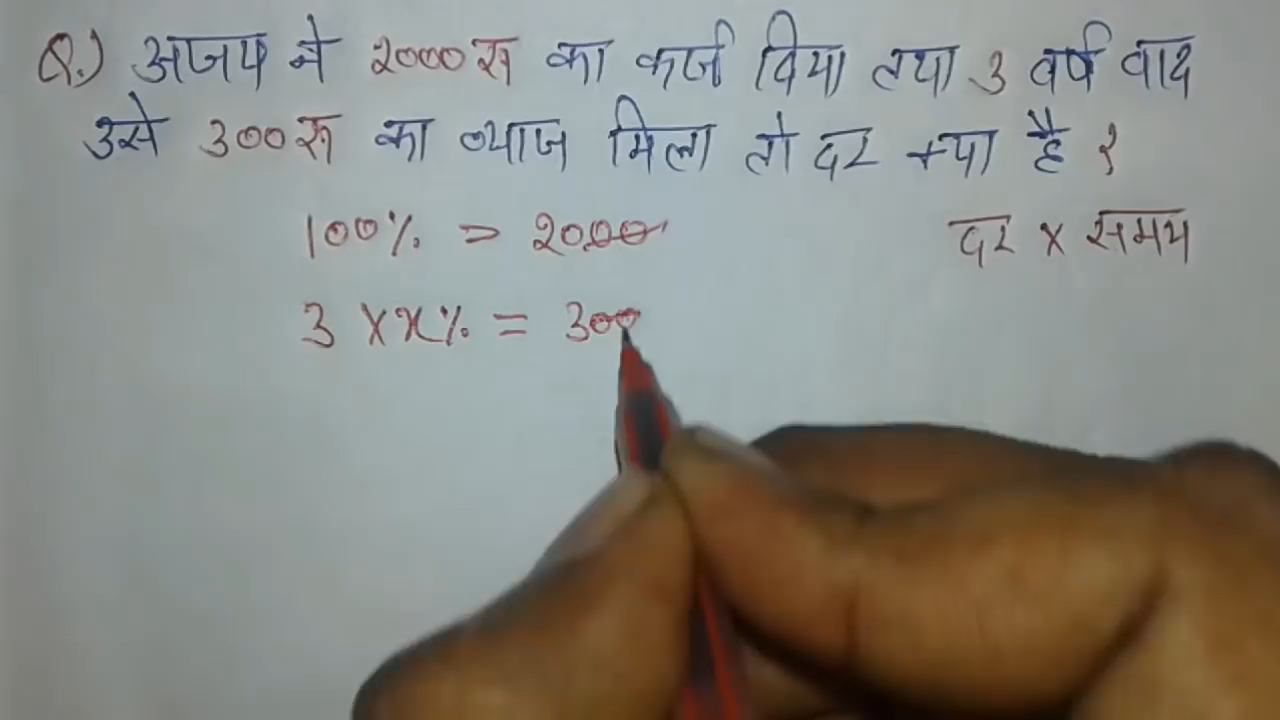 Q.) अजय ने 2000रु का कर्ज दिया तथा 3 वर्ष बाद
उसे 300रु का ब्याज मिला तो दर क्या है ?
100% = 2000
दर × समय
3 × x% = 300